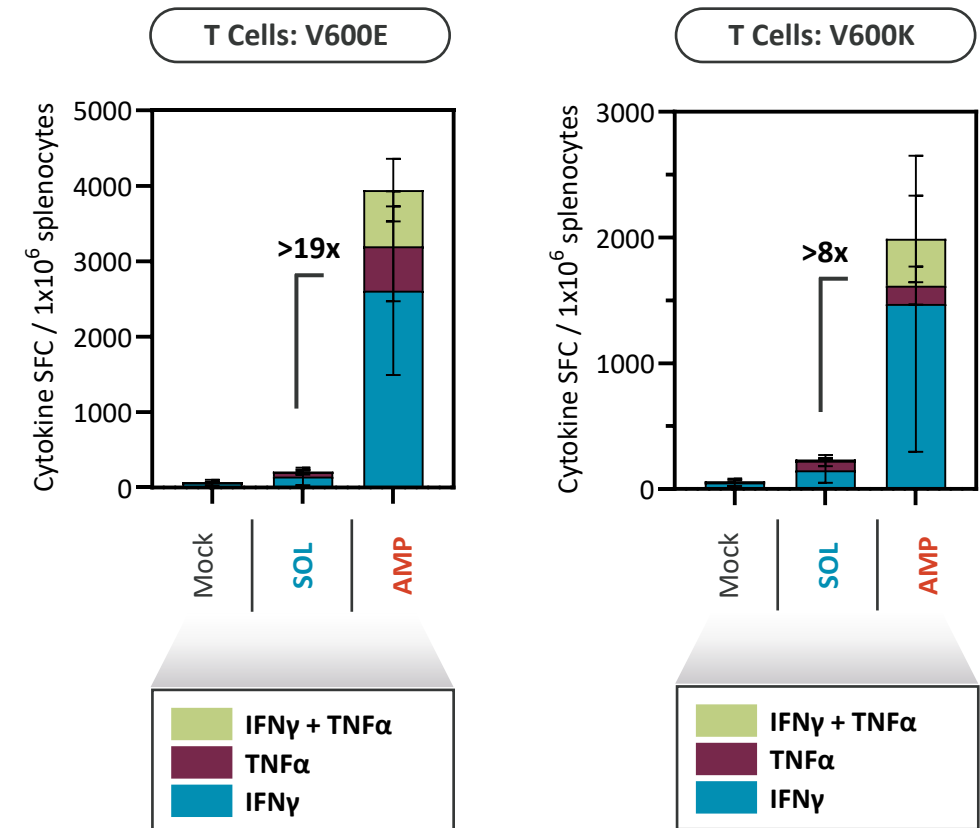 T Cells: V600E
Cytokine SFC / 1x10⁶ splenocytes
5000
4000
3000
2000
1000
0
>19x
Mock
SOL
AMP
IFNγ + TNFα
TNFα
IFNγ
T Cells: V600K
Cytokine SFC / 1x10⁶ splenocytes
3000
2000
1000
0
>8x
Mock
SOL
AMP
IFNγ + TNFα
TNFα
IFNγ